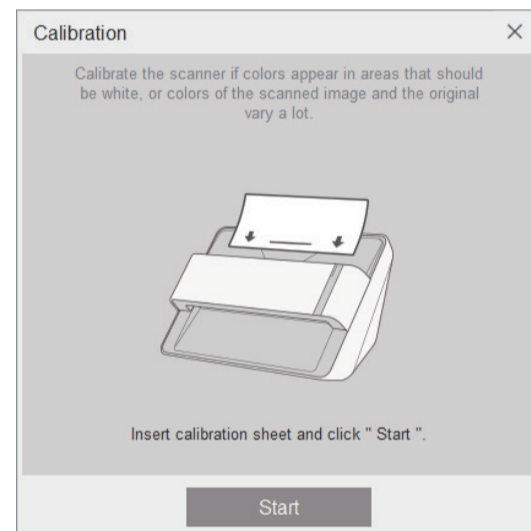 Calibration
Calibrate the scanner if colors appear in areas that should
be white, or colors of the scanned image and the original
vary a lot.
Insert calibration sheet and click " Start ".
Start